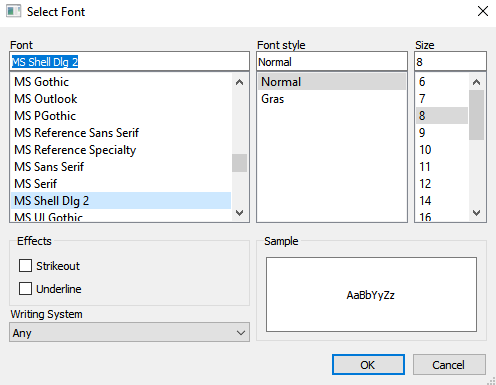 Select Font
Font
Font style
Size
MS Shell Dlg 2
Normal
8
MS Gothic
MS Outlook
MS PGothic
MS Reference Sans Serif
MS Reference Specialty
MS Sans Serif
MS Serif
MS Shell Dlg 2
MS UI Gothic
Normal
Gras
6
7
8
9
10
11
12
14
16
Effects
Strikeout
Underline
Sample
AaBbYyZz
Writing System
Any
OK
Cancel